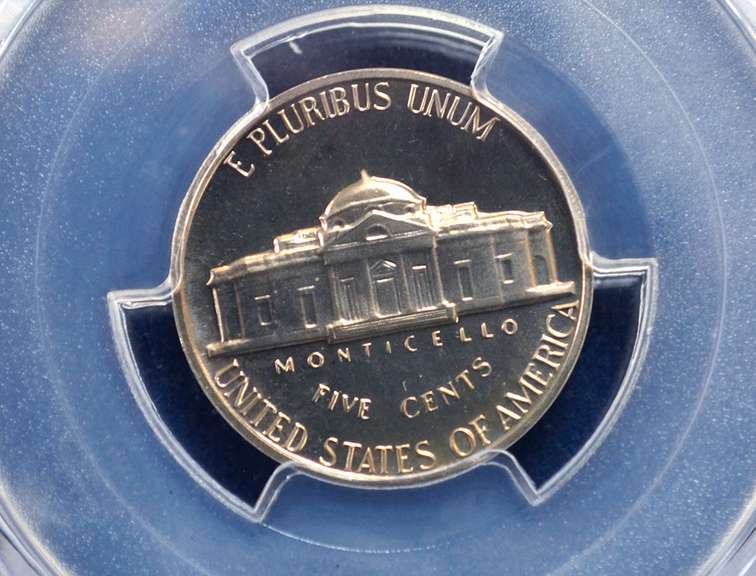 E PLURIBUS UNUM
MONTICELLO
FIVE CENTS
UNITED STATES OF AMERICA